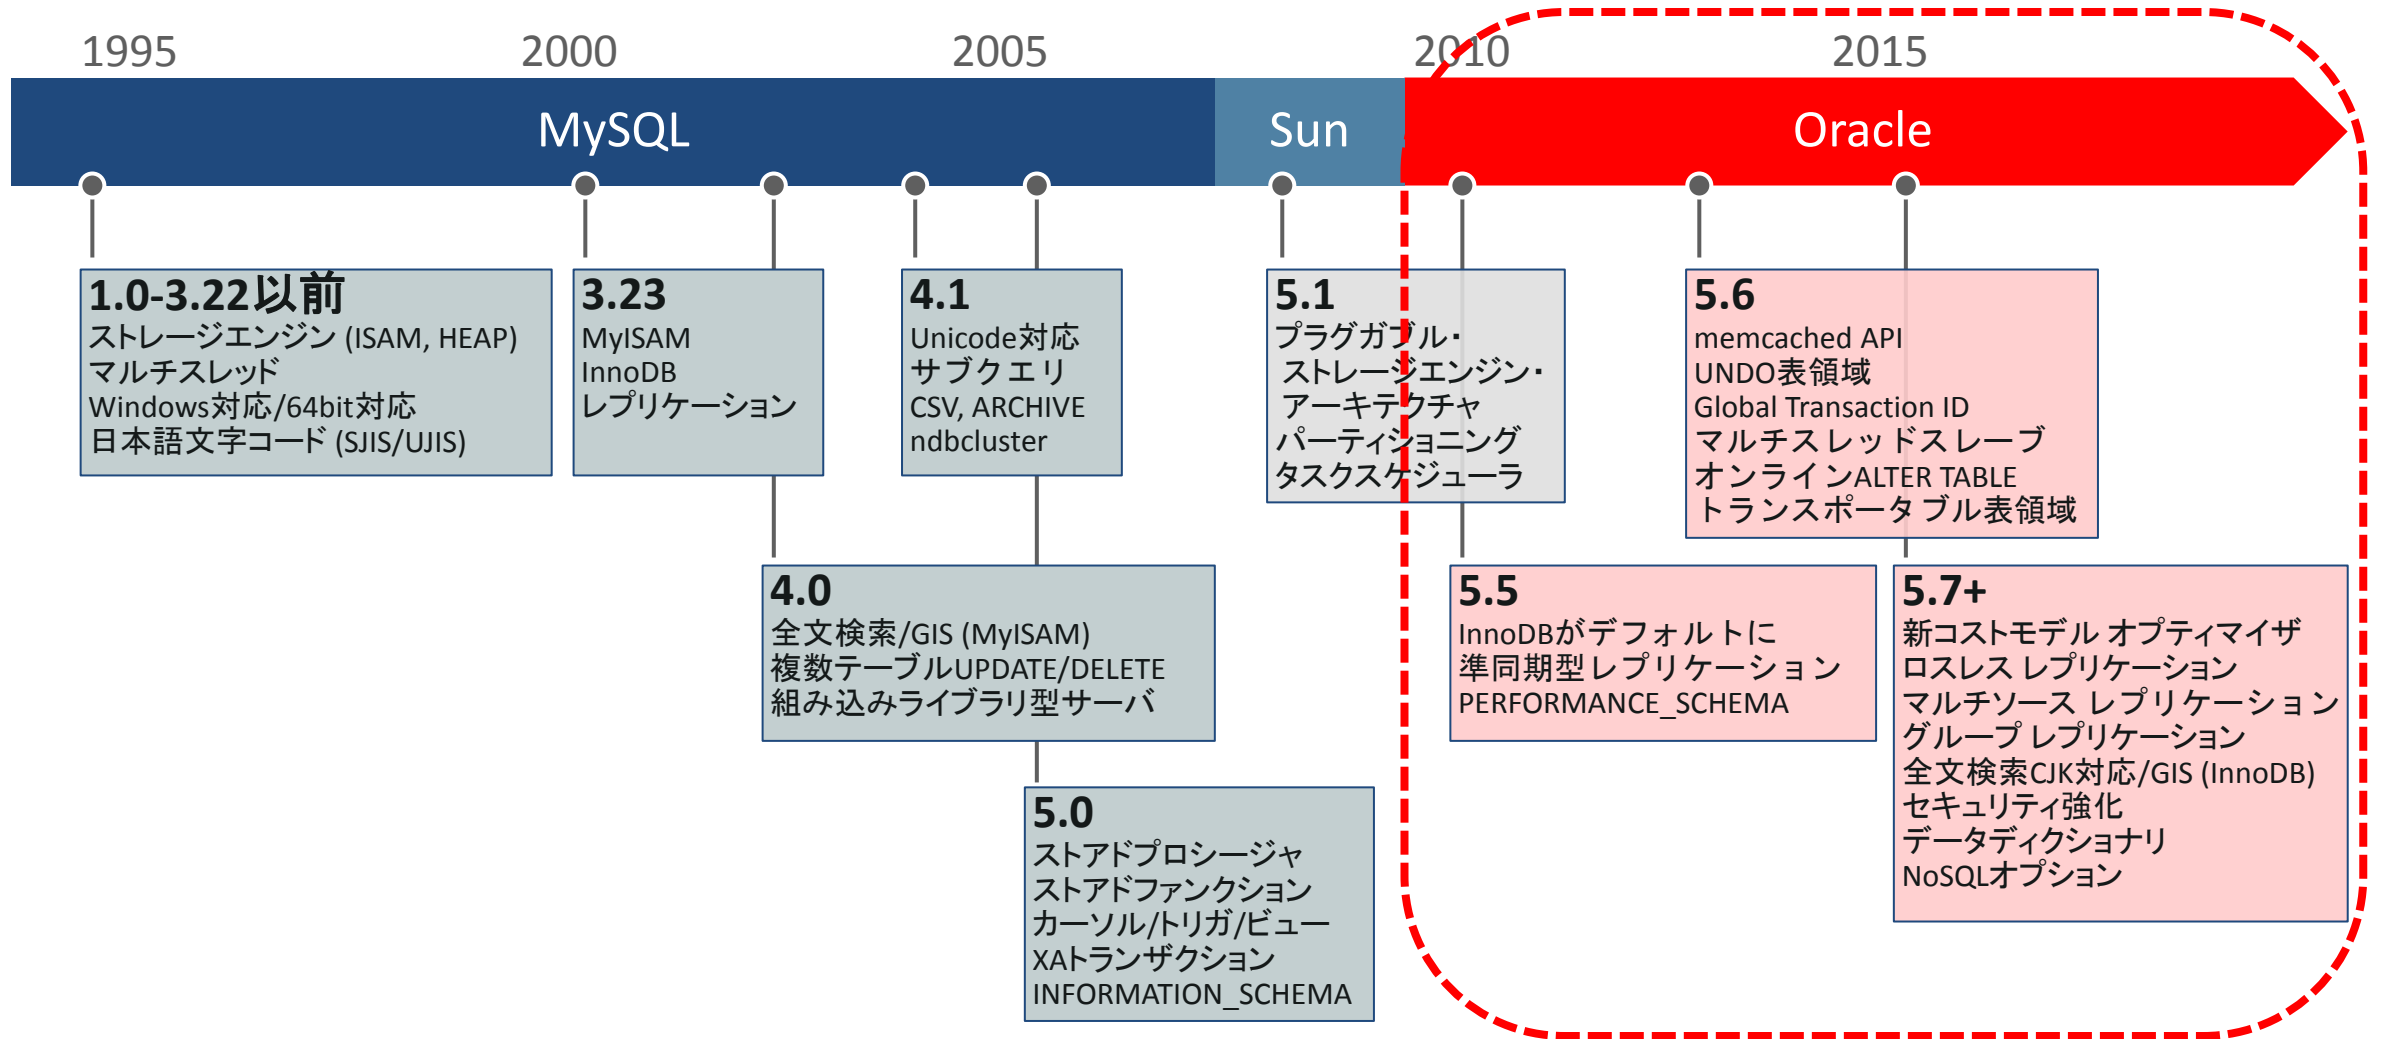 1995
2000
2005
2010
2015
MySQL
Sun
Oracle
1.0-3.22以前
ストレージエンジン (ISAM, HEAP)
マルチスレッド
Windows対応/64bit対応
日本語文字コード (SJIS/UJIS)
3.23
MyISAM
InnoDB
レプリケーション
4.1
Unicode対応
サブクエリ
CSV, ARCHIVE
ndbcluster
5.1
プラグガブル・
ストレージエンジン・
アーキテクチャ
パーティショニング
タスクスケジューラ
5.6
memcached API
UNDO表領域
Global Transaction ID
マルチスレッドスレーブ
オンラインALTER TABLE
トランスポータブル表領域
4.0
全文検索/GIS (MyISAM)
複数テーブルUPDATE/DELETE
組み込みライブラリ型サーバ
5.5
InnoDBがデフォルトに
準同期型レプリケーション
PERFORMANCE_SCHEMA
5.7+
新コストモデル オプティマイザ
ロスレス レプリケーション
マルチソース レプリケーション
グループ レプリケーション
全文検索CJK対応/GIS (InnoDB)
セキュリティ強化
データディクショナリ
NoSQLオプション
5.0
ストアドプロシージャ
ストアドファンクション
カーソル/トリガ/ビュー
XAトランザクション
INFORMATION_SCHEMA